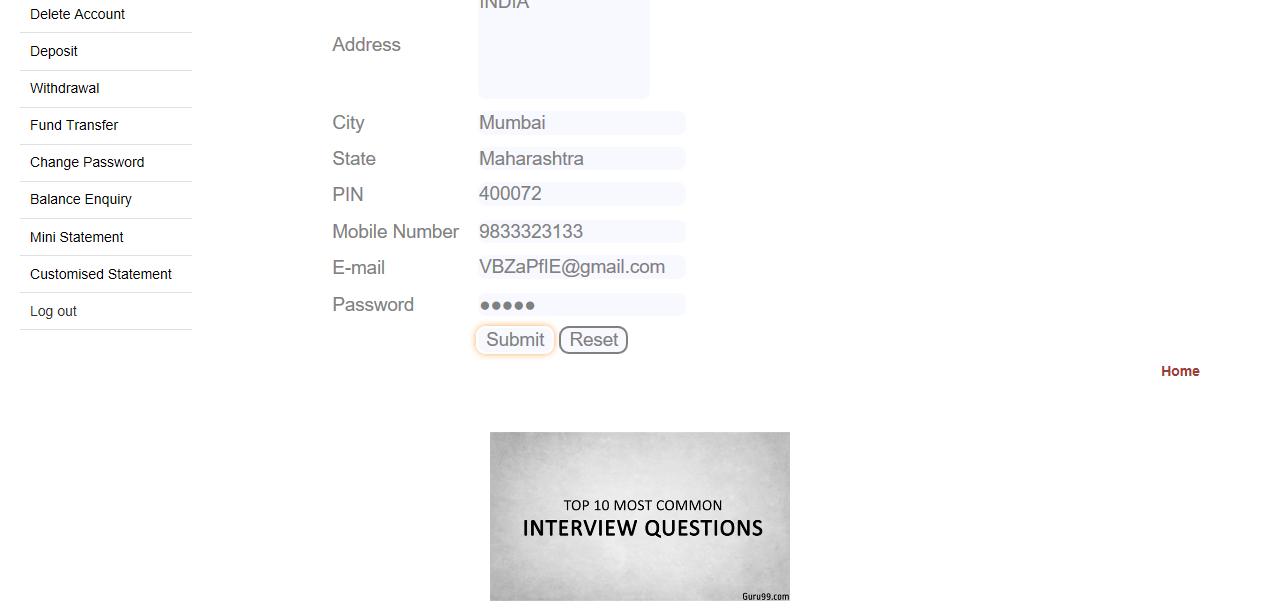 Delete Account
Deposit
Withdrawal
Fund Transfer
Change Password
Balance Enquiry
Mini Statement
Customised Statement
Log out
INDIA
Address
City Mumbai
State Maharashtra
PIN 400072
Mobile Number 9833323133
E-mail VBZaPflE@gmail.com
Password ●●●●●
Submit Reset
Home
TOP 10 MOST COMMON
INTERVIEW QUESTIONS
Guru99.com